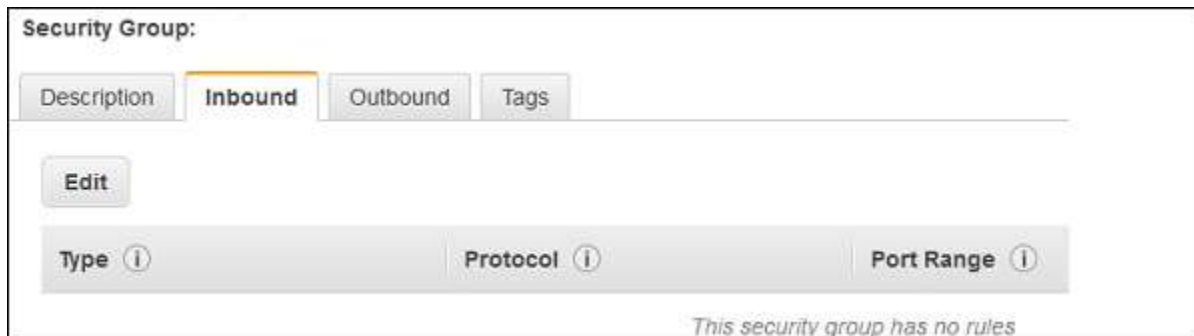 Security Group:
Description Inbound Outbound Tags
Edit
Type Protocol Port Range
This security group has no rules